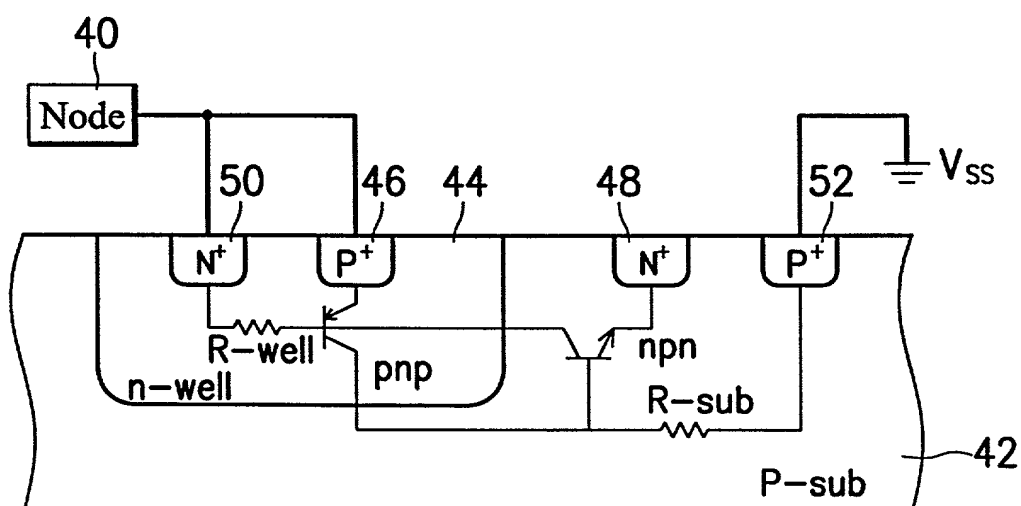 40
Node
50
46
44
48
52
VSS
N+
P+
N+
P+
R-well
n-well
pnp
npn
R-sub
42
P-sub